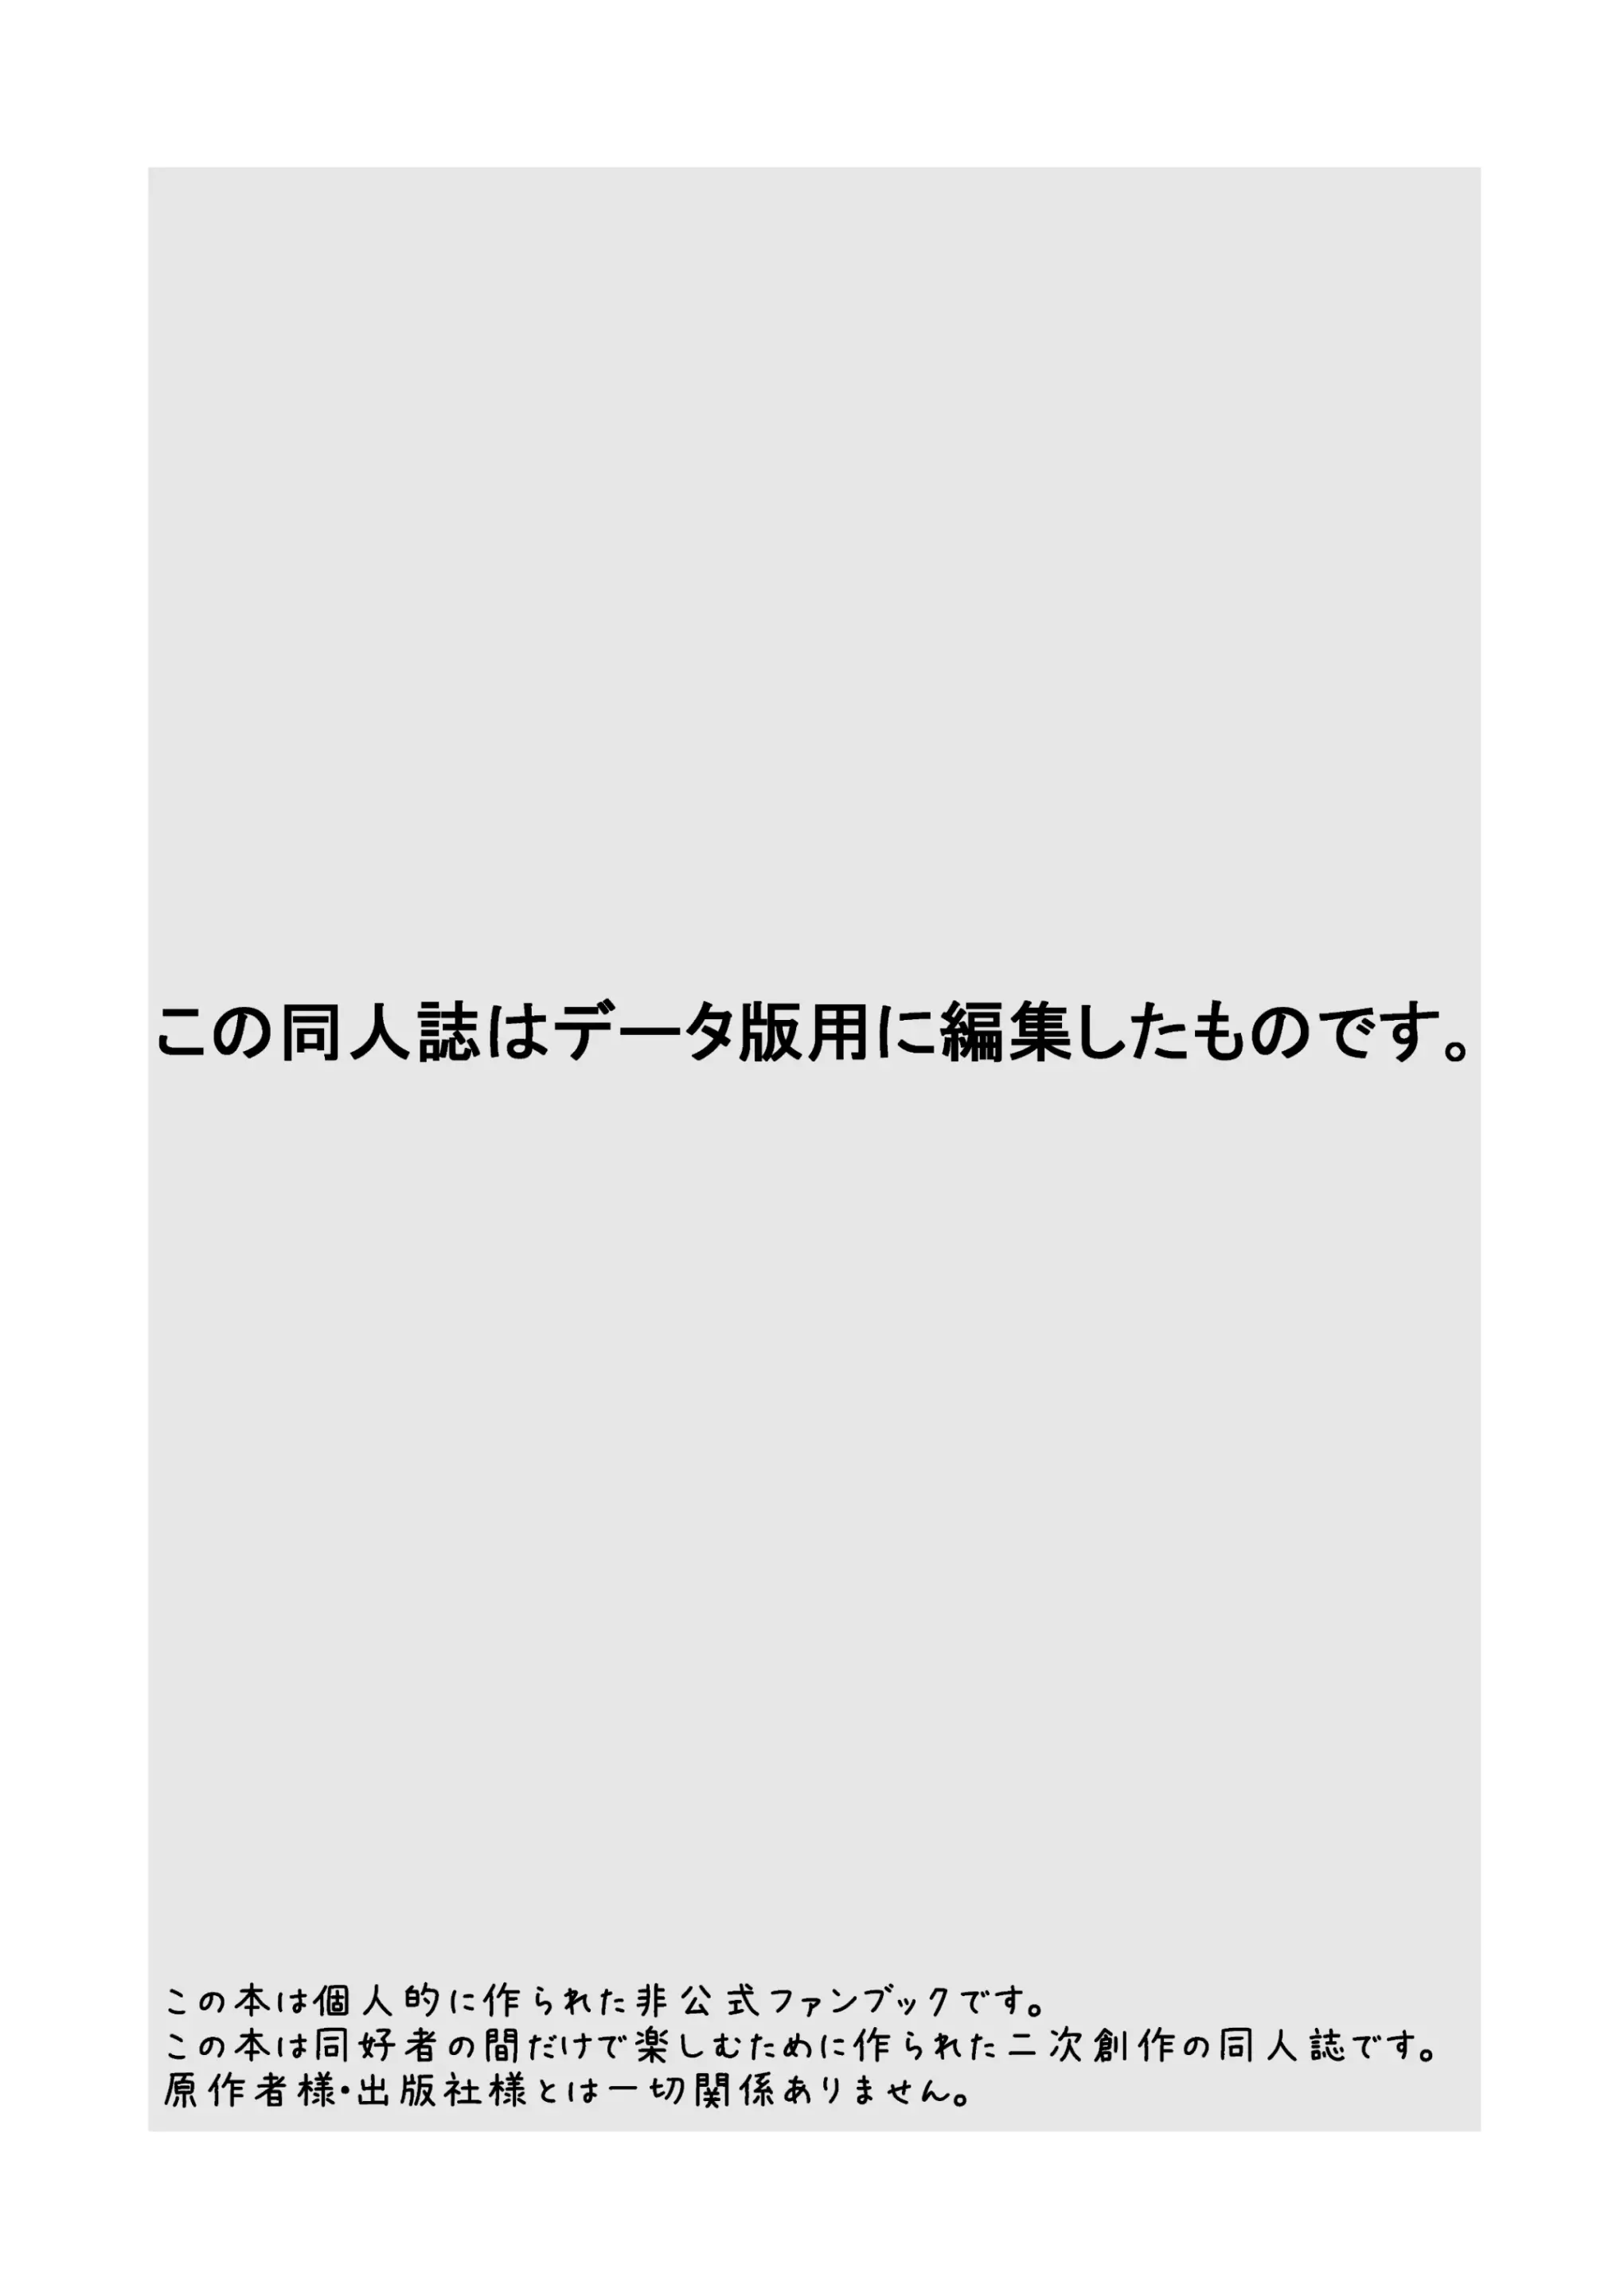 この同人誌はデータ版用に編集したものです。
この本は個人的に作られた非公式ファンブックです。
この本は同好者の間だけで楽しむために作られた二次創作の同人誌です。
原作者様・出版社様とは一切関係ありません。